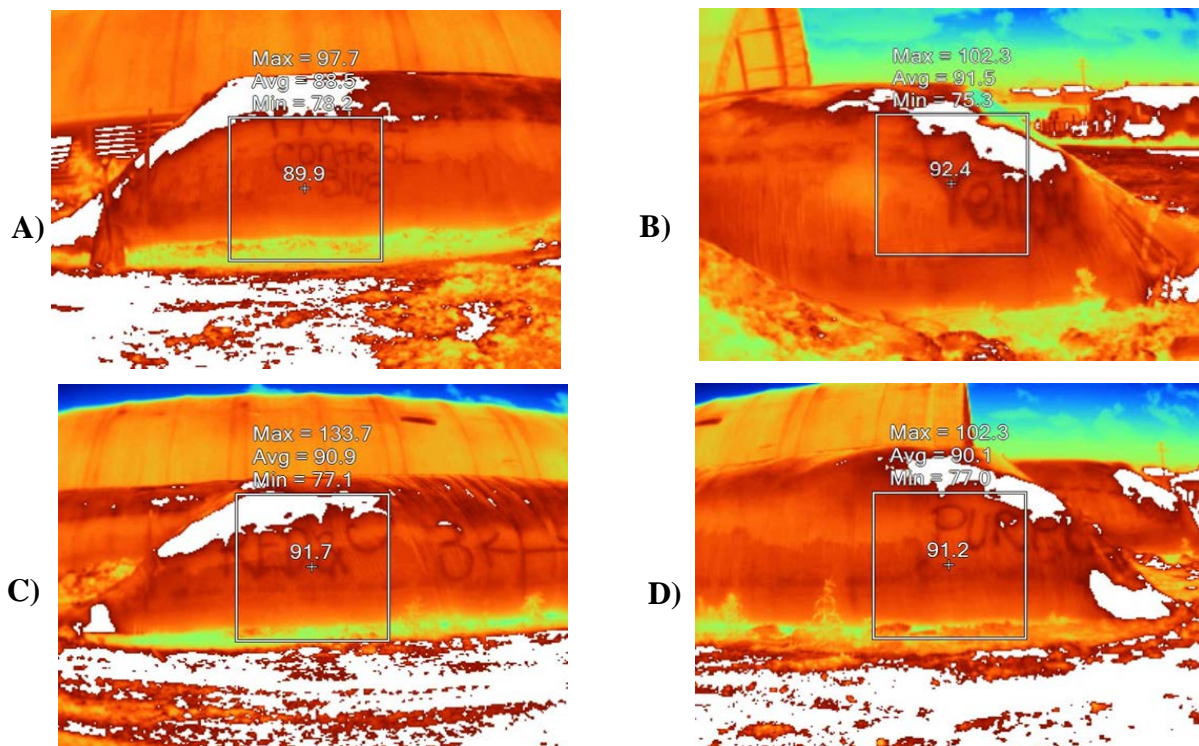 Max = 97.7
Avg = 88.5
Min = 78.2
CONTROL
89.9
A)
Max = 102.3
Avg = 91.5
Min = 75.3
92.4
Yellow
B)
Max = 133.7
Avg = 90.9
Min = 77.1
91.7
C)
Max = 102.3
Avg = 90.1
Min = 77.0
PURPL
91.2
D)